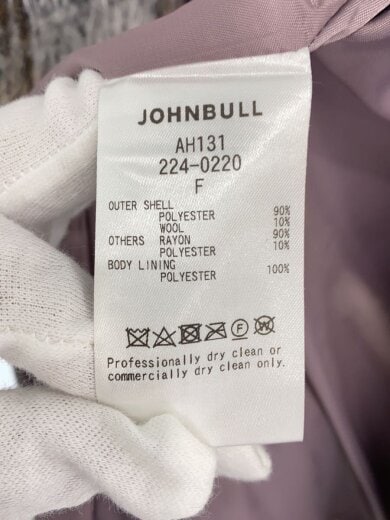 JOHNBULL
AH131
224-0220
F
OUTER SHELL
POLYESTER 90%
WOOL 10%
OTHERS RAYON 90%
POLYESTER 10%
BODY LINING
POLYESTER 100%
F W
Professionally dry clean or
commercially dry clean only.